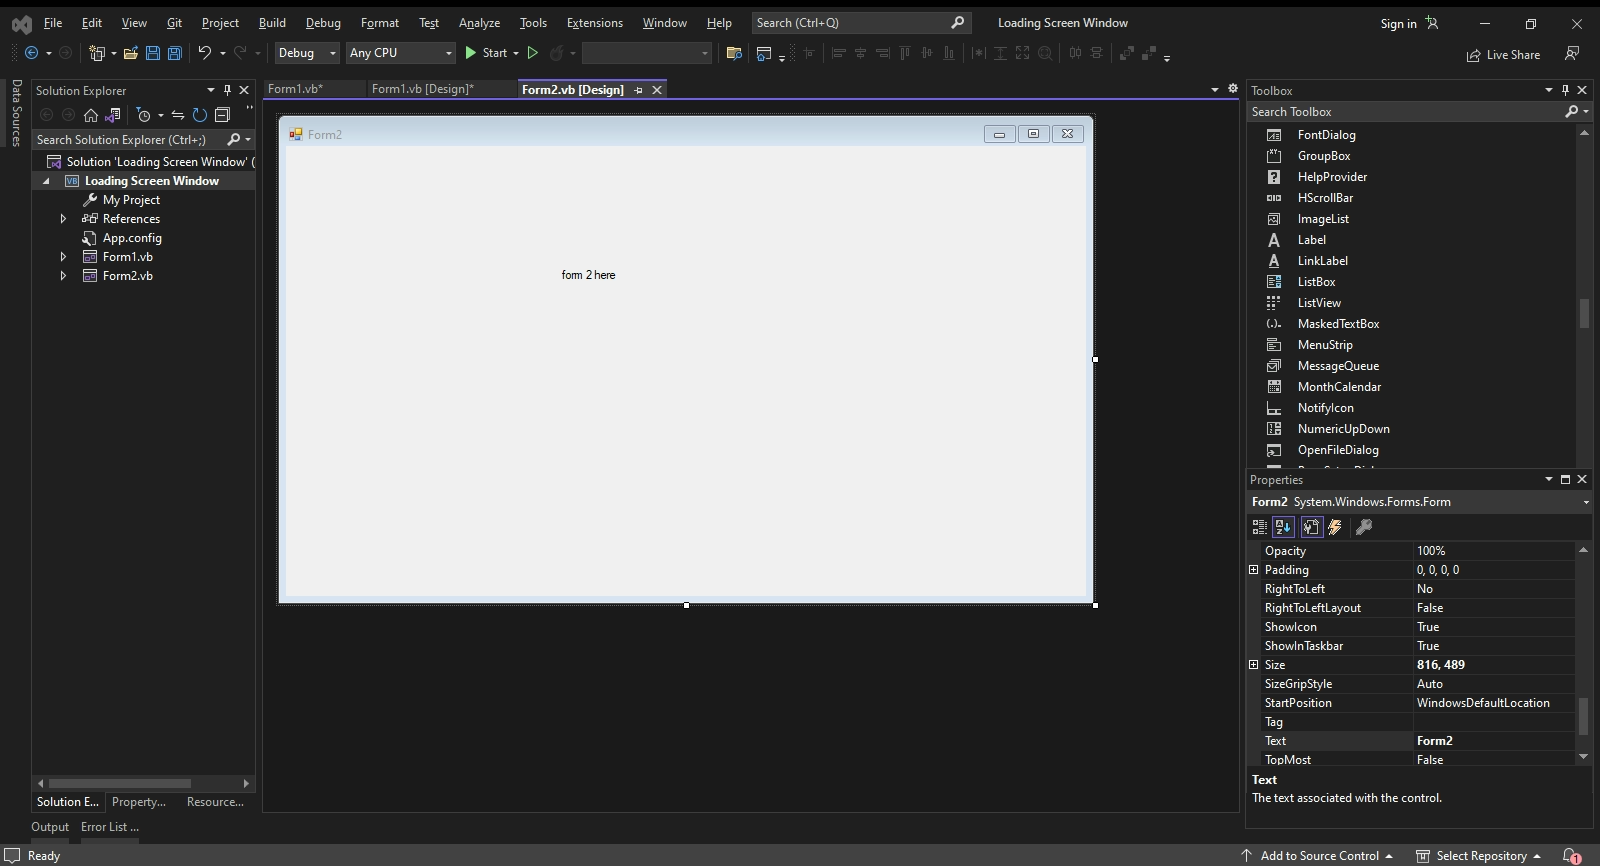 File Edit View Git Project Build Debug Format Test Analyze Tools Extensions Window Help Search (Ctrl+Q) Loading Screen Window Sign in
Debug Any CPU Start Live Share
Data Sources
Solution Explorer
Search Solution Explorer (Ctrl+;)
Solution 'Loading Screen Window' (
VB Loading Screen Window
My Project
References
App.config
Form1.vb
Form2.vb
Solution E... Property... Resource...
Output Error List ...
Form1.vb* Form1.vb [Design]* Form2.vb [Design]
Form2
form 2 here
Toolbox
Search Toolbox
FontDialog
GroupBox
HelpProvider
HScrollBar
ImageList
Label
LinkLabel
ListBox
ListView
MaskedTextBox
MenuStrip
MessageQueue
MonthCalendar
NotifyIcon
NumericUpDown
OpenFileDialog
Properties
Form2 System.Windows.Forms.Form
Opacity 100%
Padding 0, 0, 0, 0
RightToLeft No
RightToLeftLayout False
ShowIcon True
ShowInTaskbar True
Size 816, 489
SizeGripStyle Auto
StartPosition WindowsDefaultLocation
Tag
Text Form2
TopMost False
Text
The text associated with the control.
Ready Add to Source Control Select Repository 1